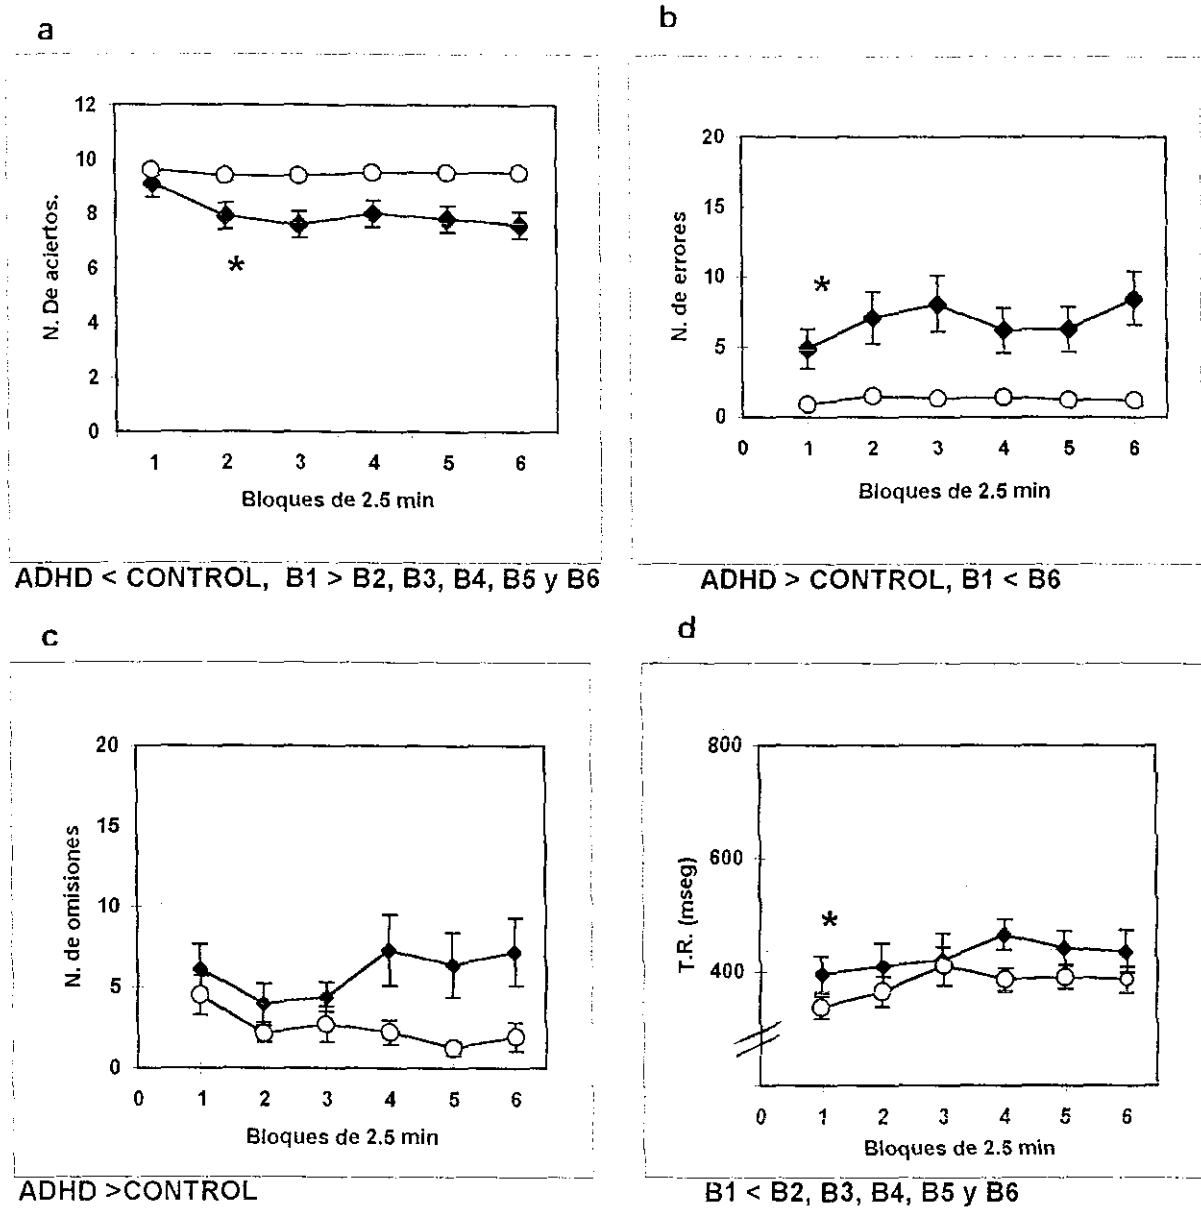 a
12
10
8
6
4
2
0
N. De aciertos.
*
1 2 3 4 5 6
Bloques de 2.5 min
ADHD < CONTROL, B1 > B2, B3, B4, B5 y B6
b
20
15
10
5
0
N. de errores
*
0 1 2 3 4 5 6
Bloques de 2.5 min
ADHD > CONTROL, B1 < B6
c
20
15
10
5
0
N. de omisiones
0 1 2 3 4 5 6
Bloques de 2.5 min
ADHD >CONTROL
d
800
600
400
T.R. (mseg)
*
0 1 2 3 4 5 6
Bloques de 2.5 min
B1 < B2, B3, B4, B5 y B6